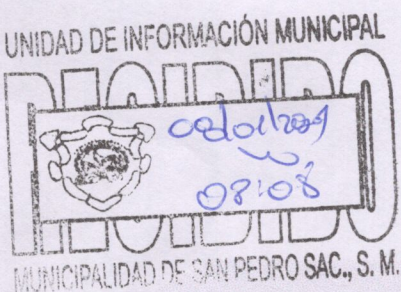 UNIDAD DE INFORMACIÓN MUNICIPAL
RECIBIDO
08:08
MUNICIPALIDAD DE SAN PEDRO SAC., S. M.